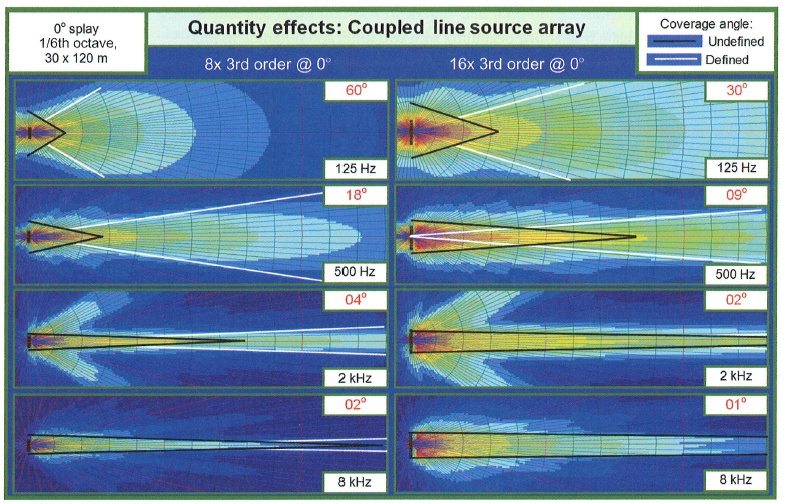 0° splay
1/6th octave,
30 x 120 m
Quantity effects: Coupled line source array
Coverage angle:
Undefined
Defined
8x 3rd order @ 0°
16x 3rd order @ 0°
60°
125 Hz
30°
125 Hz
18°
500 Hz
09°
500 Hz
04°
2 kHz
02°
2 kHz
02°
8 kHz
01°
8 kHz